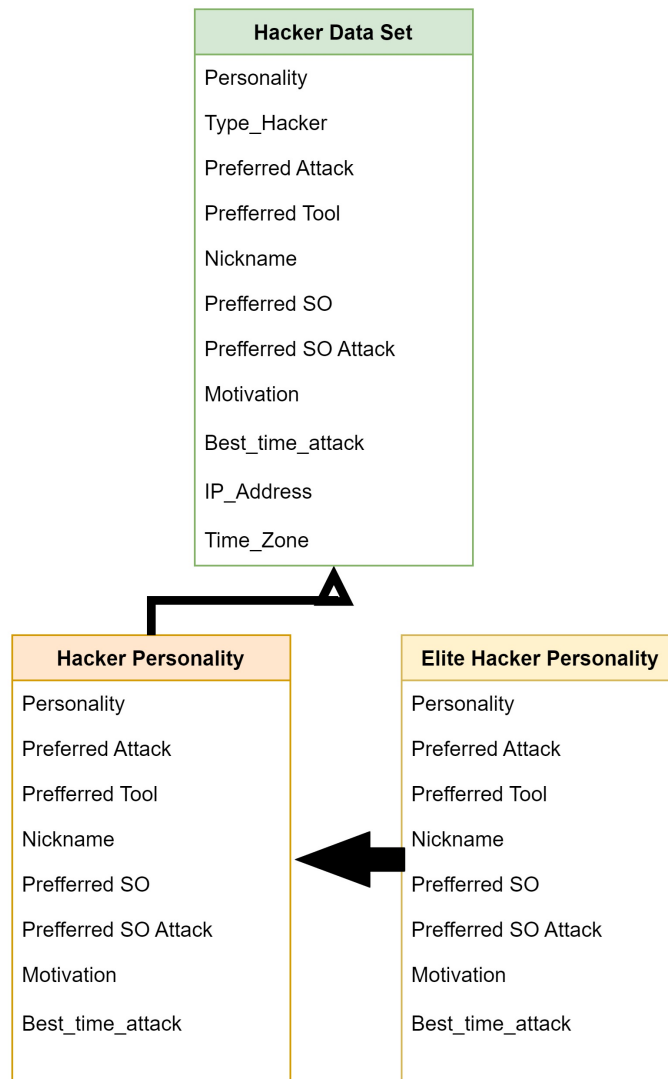 Hacker Data Set
Personality
Type_Hacker
Preferred Attack
Prefferred Tool
Nickname
Prefferred SO
Prefferred SO Attack
Motivation
Best_time_attack
IP_Address
Time_Zone
Hacker Personality
Personality
Preferred Attack
Prefferred Tool
Nickname
Prefferred SO
Prefferred SO Attack
Motivation
Best_time_attack
Elite Hacker Personality
Personality
Preferred Attack
Prefferred Tool
Nickname
Prefferred SO
Prefferred SO Attack
Motivation
Best_time_attack